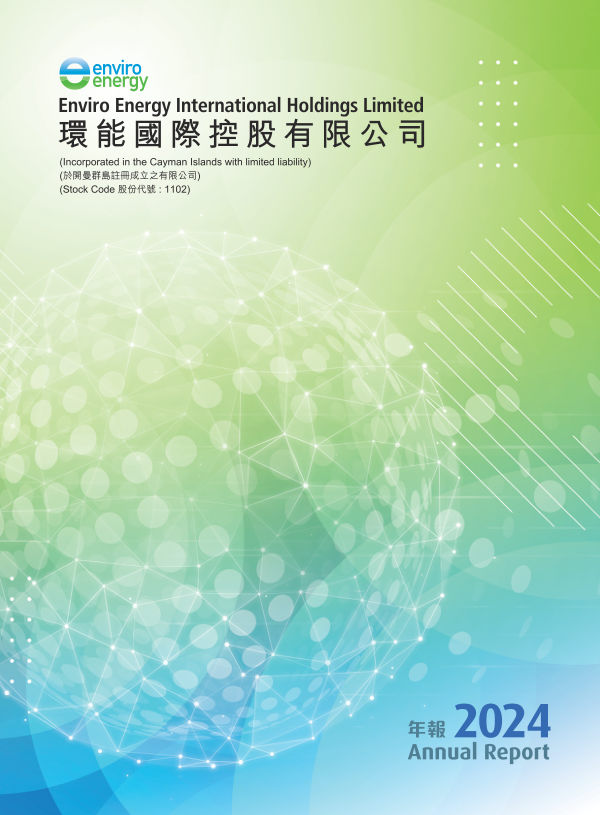 enviro
energy
Enviro Energy International Holdings Limited
環能國際控股有限公司
(Incorporated in the Cayman Islands with limited liability)
(於開曼群島註冊成立之有限公司)
(Stock Code 股份代號 : 1102)
年報 2024
Annual Report